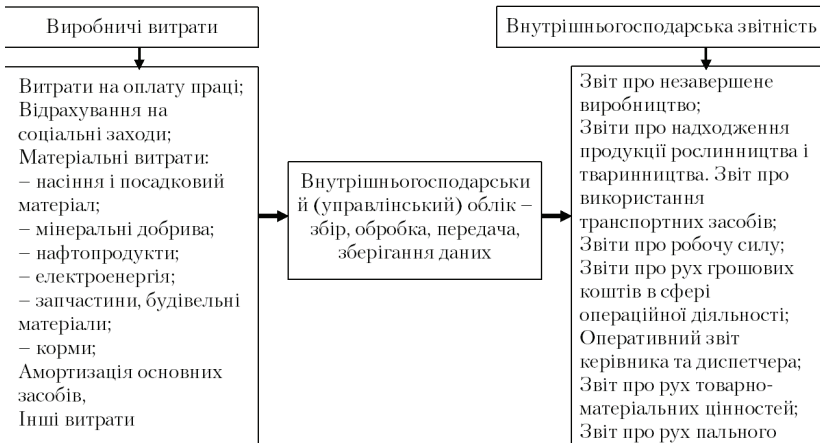 Виробничі витрати
Витрати на оплату праці;
Відрахування на
соціальні заходи;
Матеріальні витрати:
– насіння і посадковий
матеріал;
– мінеральні добрива;
– нафтопродукти;
– електроенергія;
– запчастини, будівельні
матеріали;
– корми;
Амортизація основних
засобів,
Інші витрати
Внутрішньогосподарськи
й (управлінський) облік –
збір, обробка, передача,
зберігання даних
Внутрішньогосподарська звітність
Звіт про незавершене
виробництво;
Звіти про надходження
продукції рослинництва і
тваринництва. Звіт про
використання
транспортних засобів;
Звіти про робочу силу;
Звіти про рух грошових
коштів в сфері
операційної діяльності;
Оперативний звіт
керівника та диспетчера;
Звіт про рух товарно-
матеріальних цінностей;
Звіт про рух пального